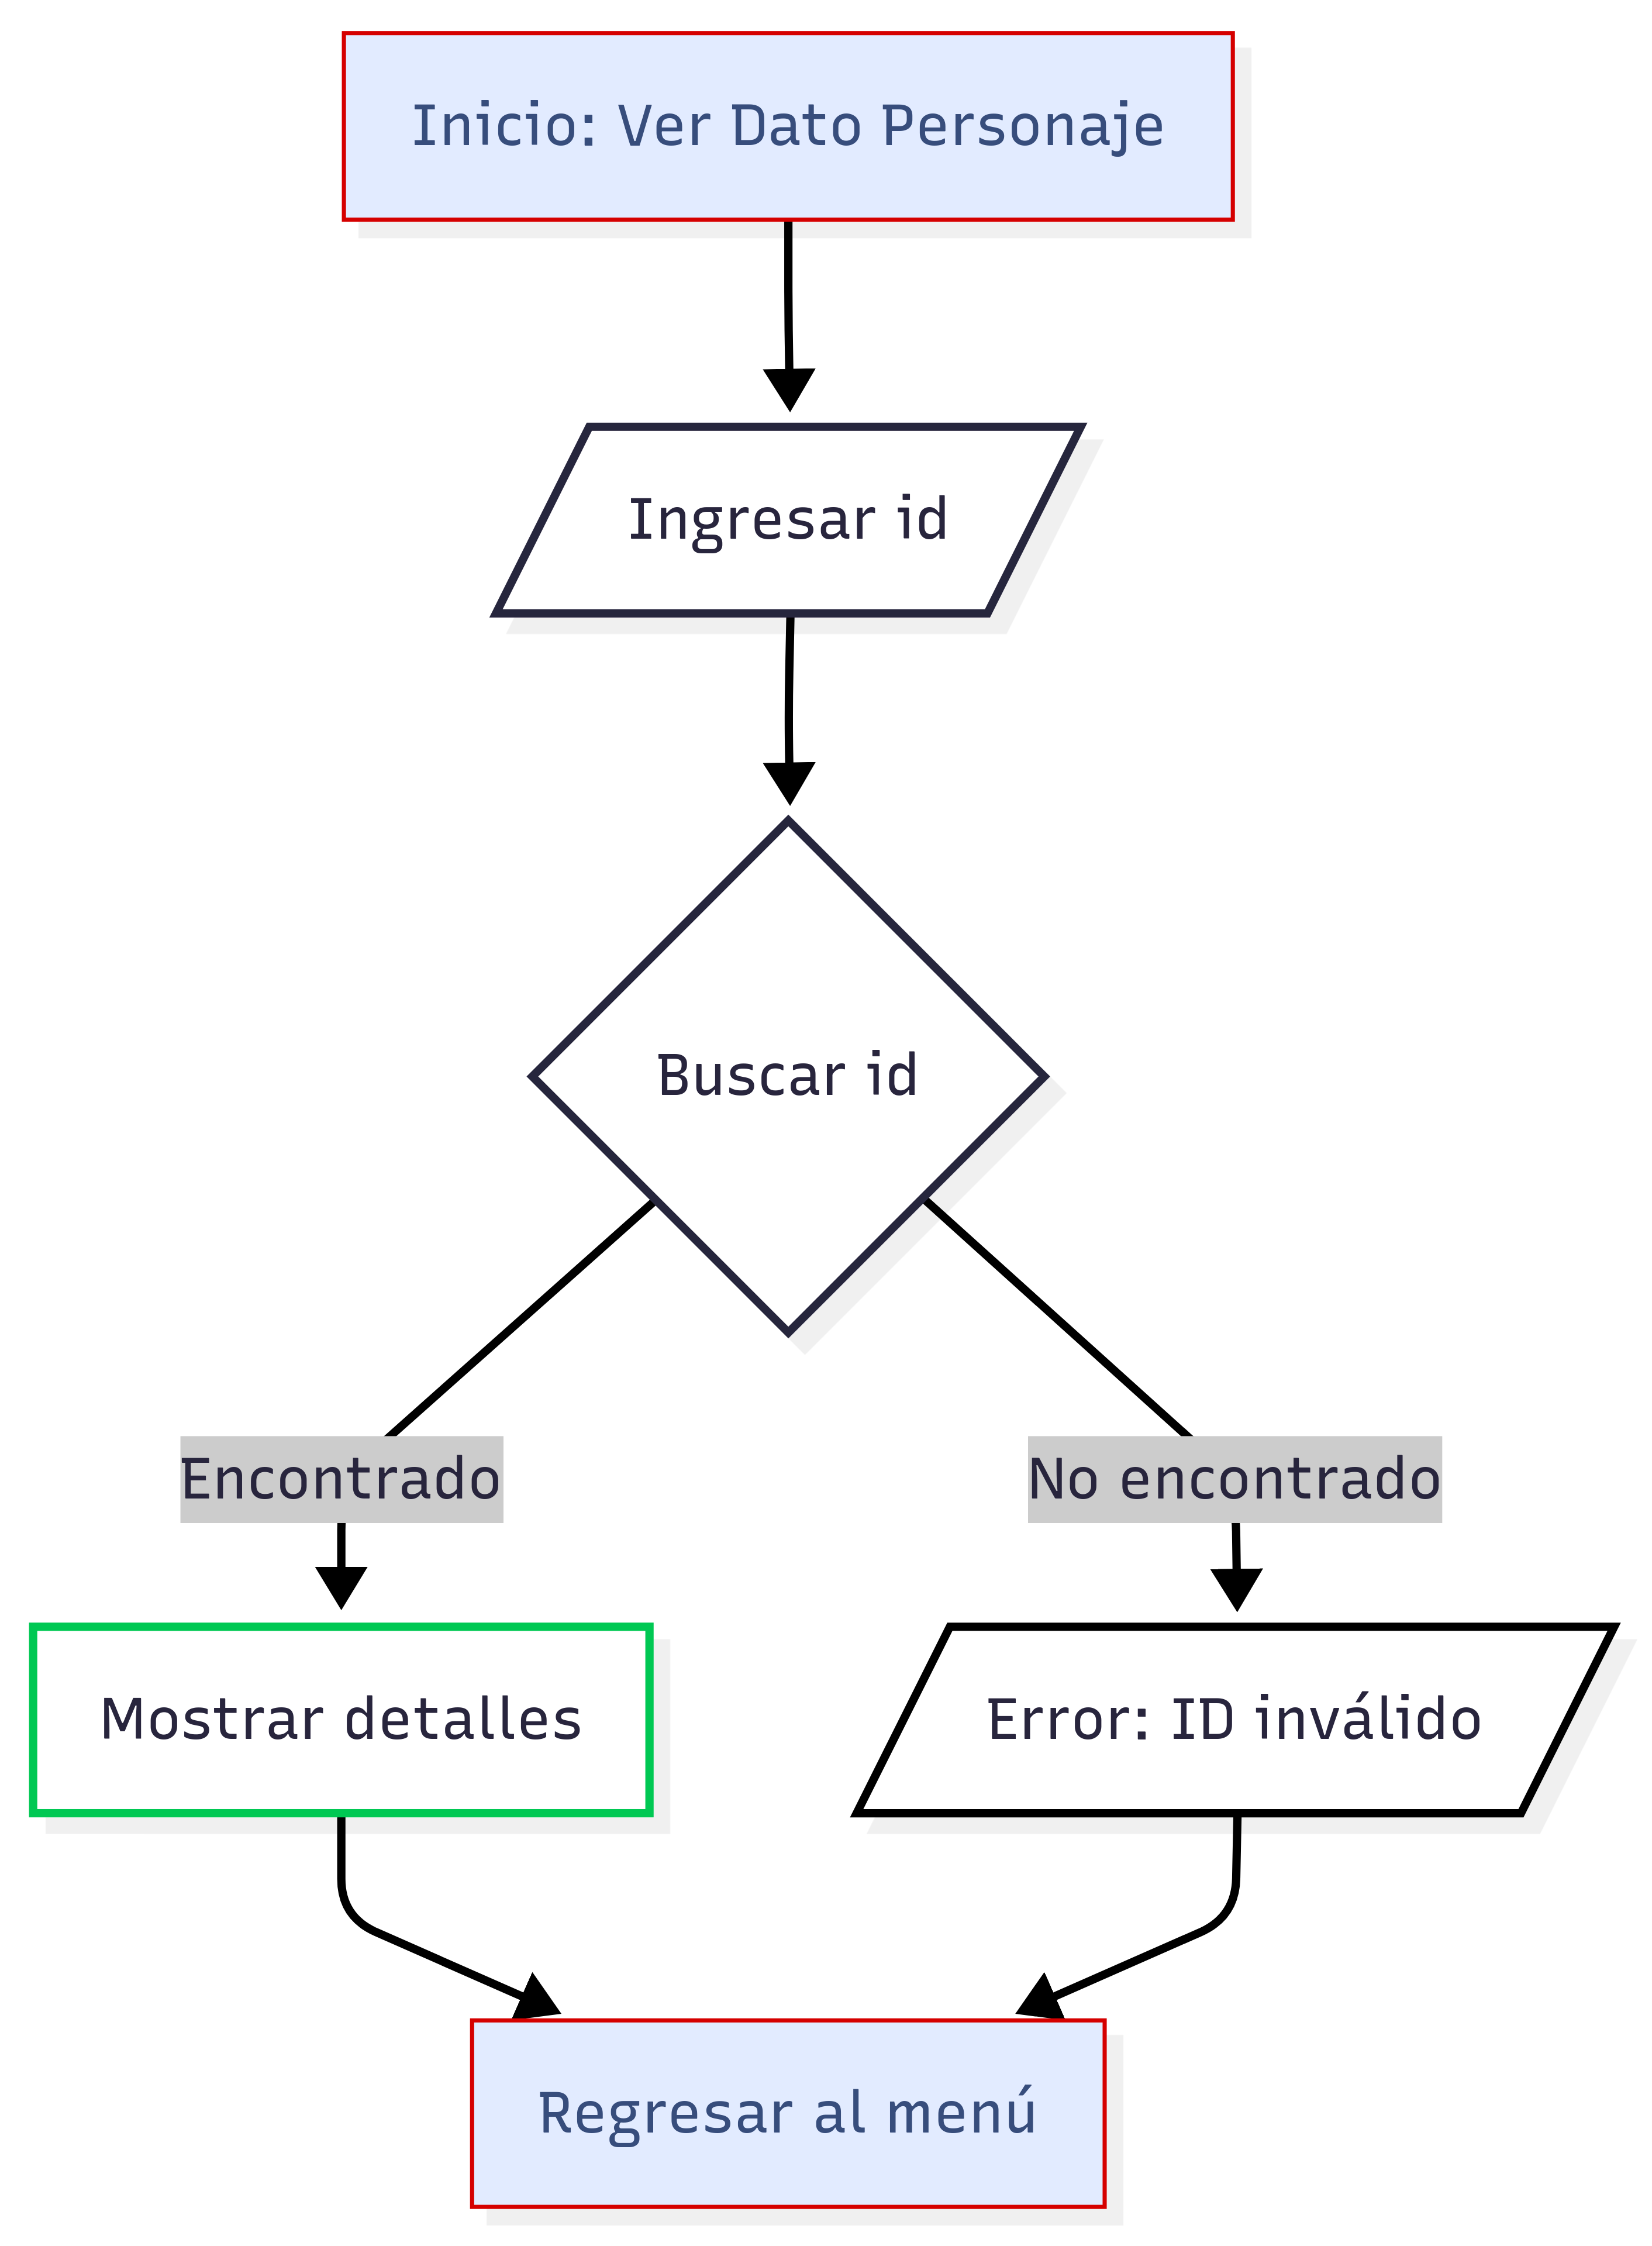 Inicio: Ver Dato Personaje
Ingresar id
Buscar id
Encontrado
No encontrado
Mostrar detalles
Error: ID inválido
Regresar al menú